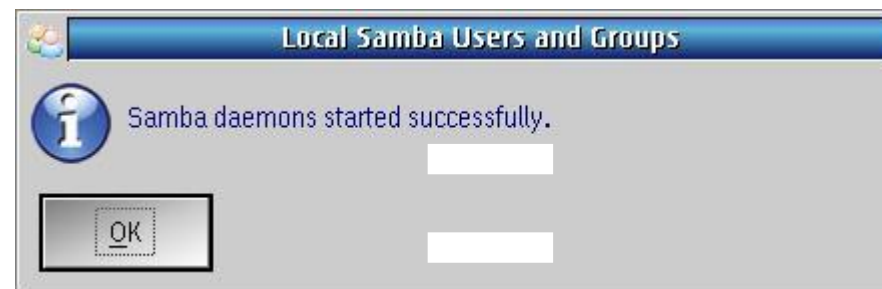 Local Samba Users and Groups
Samba daemons started successfully.
OK